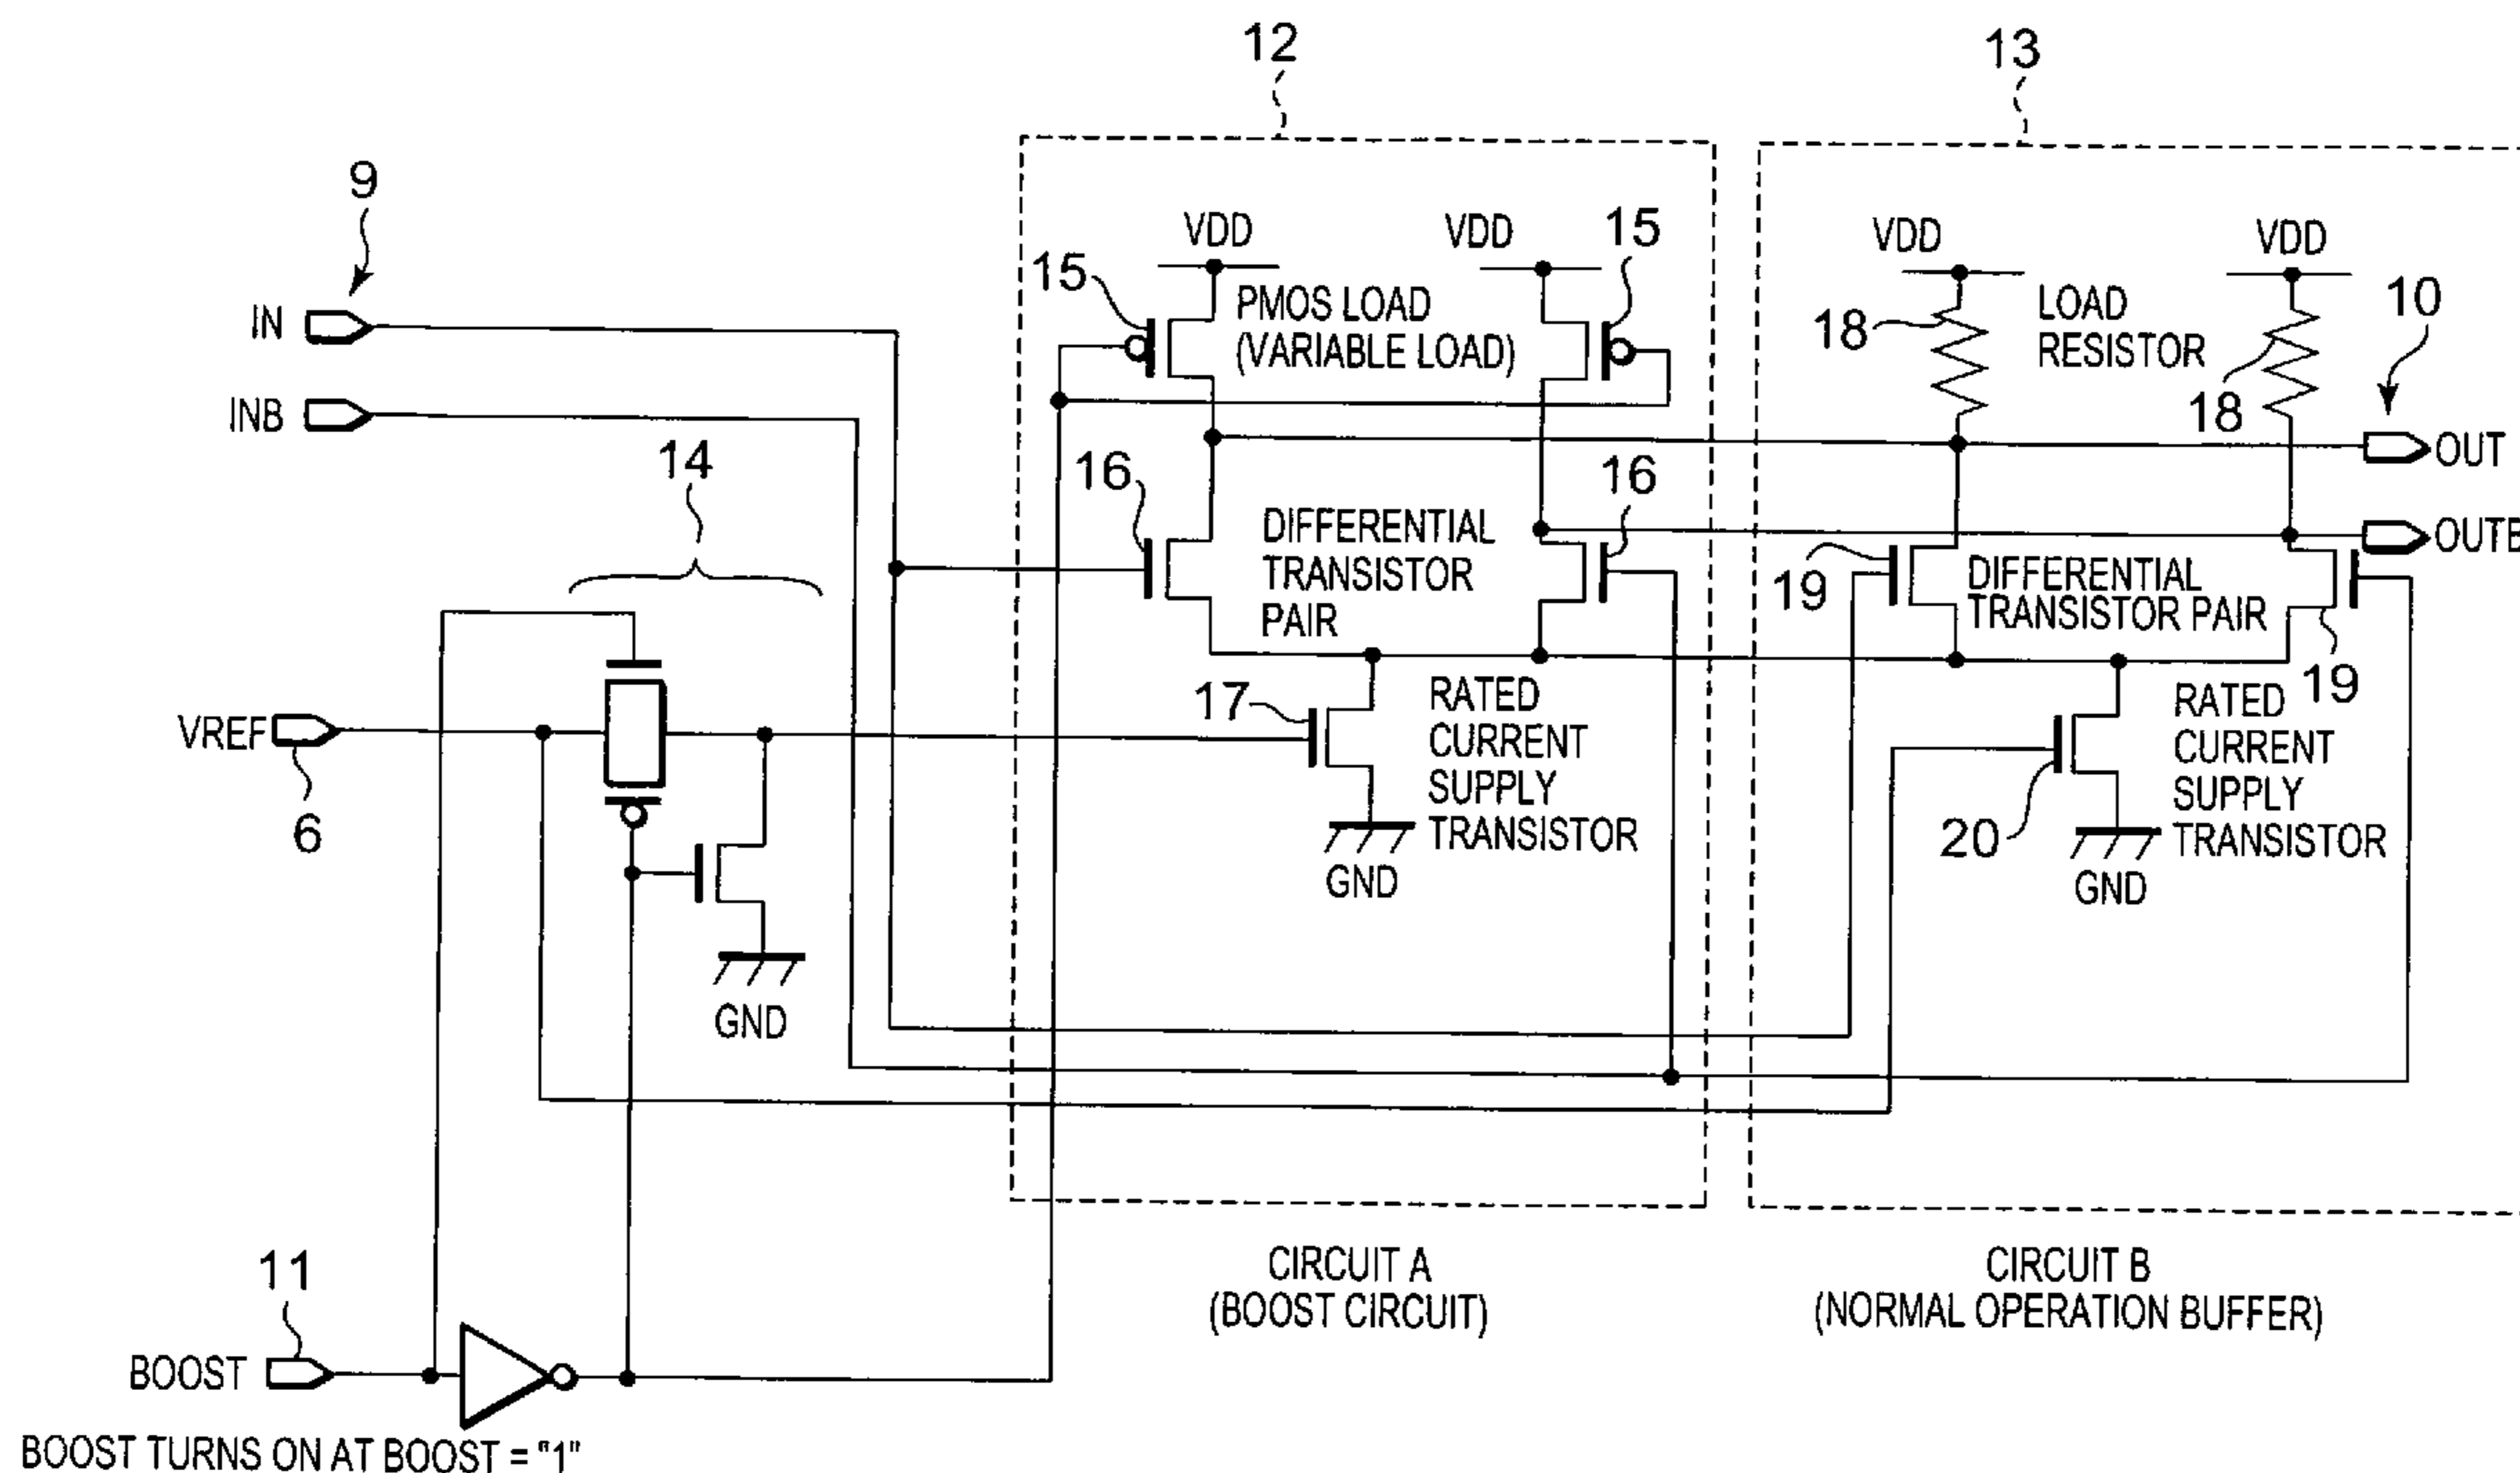 12
13
9
VDD
VDD
15
VDD
VDD
15
PMOS LOAD
(VARIABLE LOAD)
LOAD
RESISTOR
10
IN
18
18
INB
OUT
14
16
16
DIFFERENTIAL
TRANSISTOR
PAIR
OUTB
19
DIFFERENTIAL
TRANSISTOR PAIR
19
VREF
6
17
RATED
CURRENT
SUPPLY
TRANSISTOR
GND
RATED
CURRENT
SUPPLY
TRANSISTOR
20
GND
GND
CIRCUIT A
(BOOST CIRCUIT)
CIRCUIT B
(NORMAL OPERATION BUFFER)
11
BOOST
BOOST TURNS ON AT BOOST = "1"